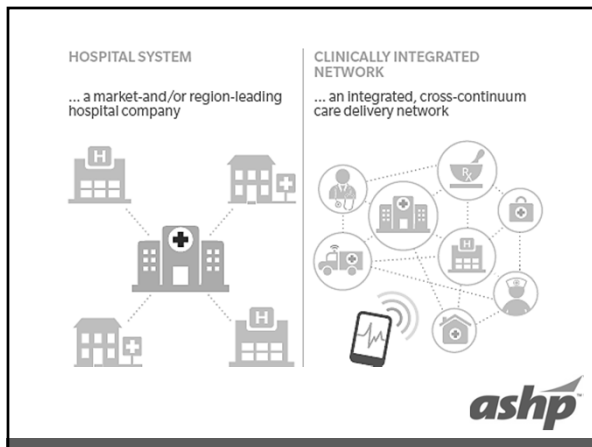 HOSPITAL SYSTEM
... a market-and/or region-leading
hospital company
H
H
CLINICALLY INTEGRATED
NETWORK
... an integrated, cross-continuum
care delivery network
RX
H
ashp